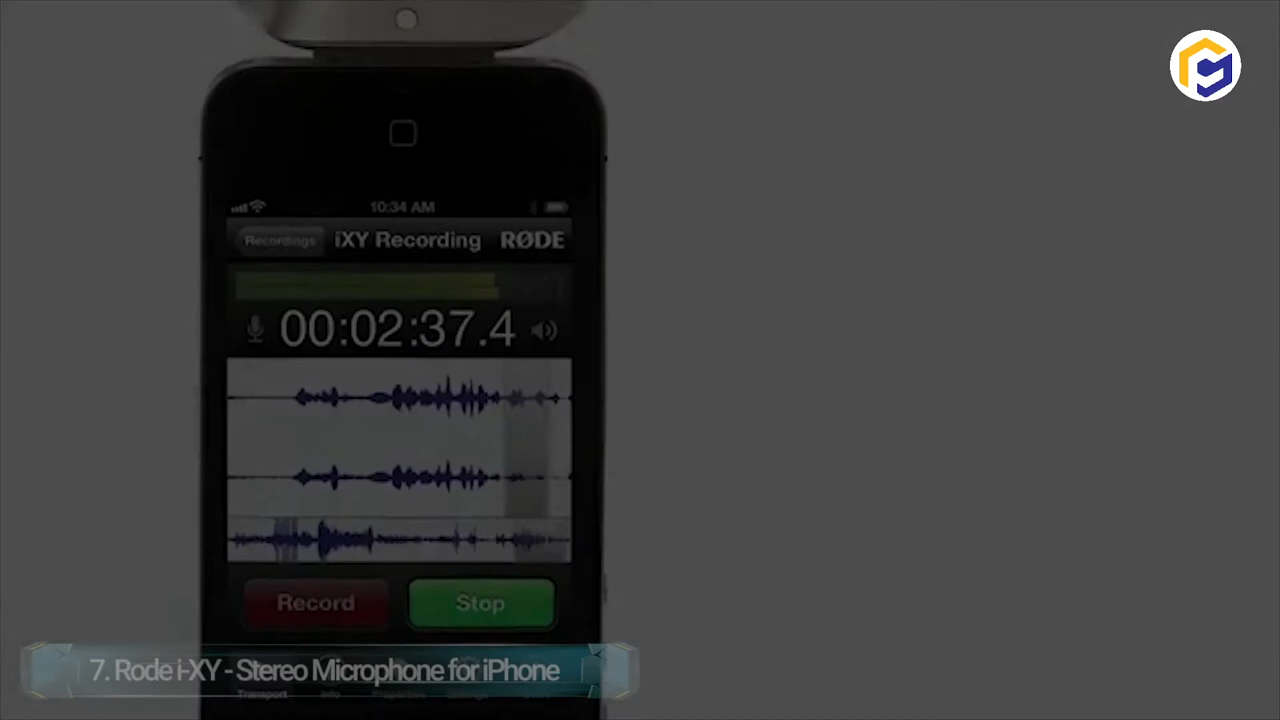 10:34 AM
Recordings iXY Recording RØDE
00:02:37.4
Record Stop
7. Rode i-XY - Stereo Microphone for iPhone
Transport